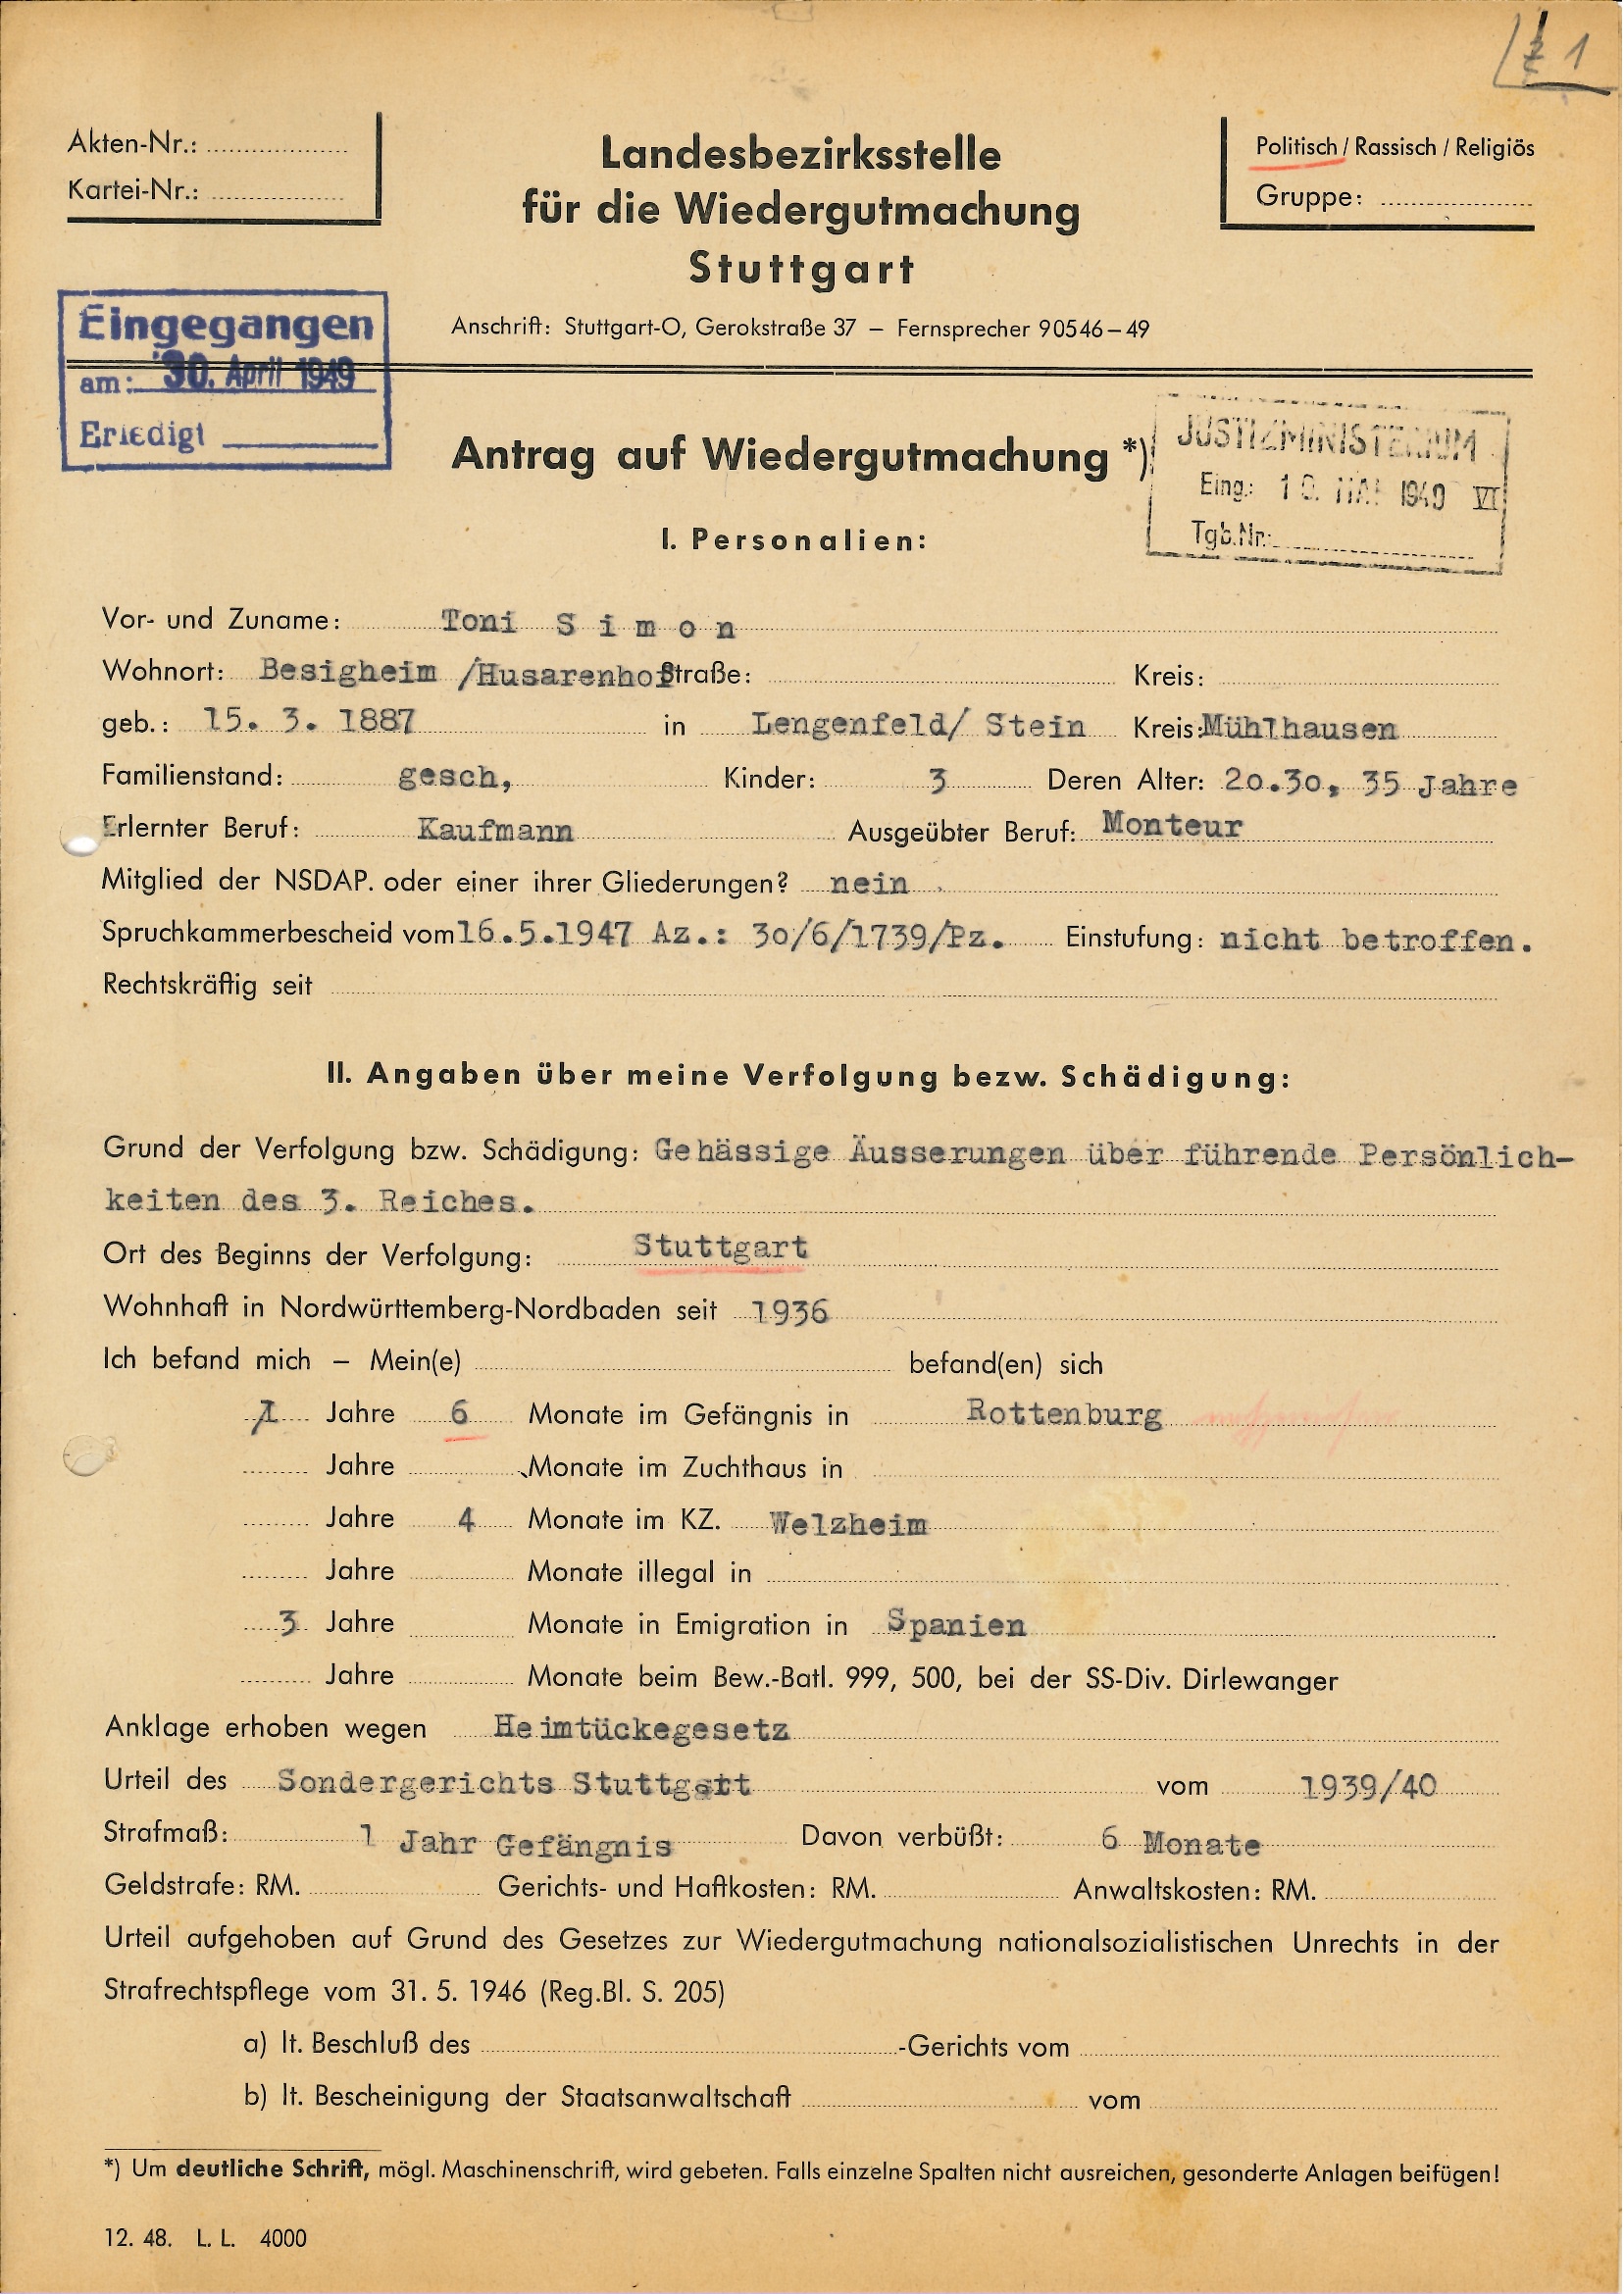 1
Akten-Nr.:
Kartei-Nr.:
Landesbezirksstelle
für die Wiedergutmachung
Stuttgart
Anschrift: Stuttgart-O, Gerokstraße 37 – Fernsprecher 90546–49
Politisch / Rassisch / Religiös
Gruppe:
Eingegangen
am: 30. April 1949
Erledigt
Antrag auf Wiedergutmachung *)
JUSTIZMINISTERIUM
Eing.: 10. MAI 1949 VI
Tgb.Nr.:
I. Personalien:
Vor- und Zuname: Toni Simon
Wohnort: Besigheim /Husarenhof Straße: Kreis:
geb.: 15. 3. 1887 in Lengenfeld/ Stein Kreis: Mühlhausen
Familienstand: gesch, Kinder: 3 Deren Alter: 20.30, 35 Jahre
Erlernter Beruf: Kaufmann Ausgeübter Beruf: Monteur
Mitglied der NSDAP. oder einer ihrer Gliederungen? nein
Spruchkammerbescheid vom 16.5.1947 Az.: 30/6/1739/Pz. Einstufung: nicht betroffen.
Rechtskräftig seit
II. Angaben über meine Verfolgung bezw. Schädigung:
Grund der Verfolgung bzw. Schädigung: Gehässige Äusserungen über führende Persönlich-
keiten des 3. Reiches.
Ort des Beginns der Verfolgung: Stuttgart
Wohnhaft in Nordwürttemberg-Nordbaden seit 1936
Ich befand mich – Mein(e) befand(en) sich
1 Jahre 6 Monate im Gefängnis in Rottenburg
Jahre Monate im Zuchthaus in
Jahre 4 Monate im KZ. Welzheim
Jahre Monate illegal in
3 Jahre Monate in Emigration in Spanien
Jahre Monate beim Bew.-Batl. 999, 500, bei der SS-Div. Dirlewanger
Anklage erhoben wegen Heimtückegesetz
Urteil des Sondergerichts Stuttgart vom 1939/40
Strafmaß: 1 Jahr Gefängnis Davon verbüßt: 6 Monate
Geldstrafe: RM. Gerichts- und Haftkosten: RM. Anwaltskosten: RM.
Urteil aufgehoben auf Grund des Gesetzes zur Wiedergutmachung nationalsozialistischen Unrechts in der
Strafrechtspflege vom 31. 5. 1946 (Reg.Bl. S. 205)
a) lt. Beschluß des -Gerichts vom
b) lt. Bescheinigung der Staatsanwaltschaft vom
*) Um deutliche Schrift, mögl. Maschinenschrift, wird gebeten. Falls einzelne Spalten nicht ausreichen, gesonderte Anlagen beifügen!
12. 48. L. L. 4000